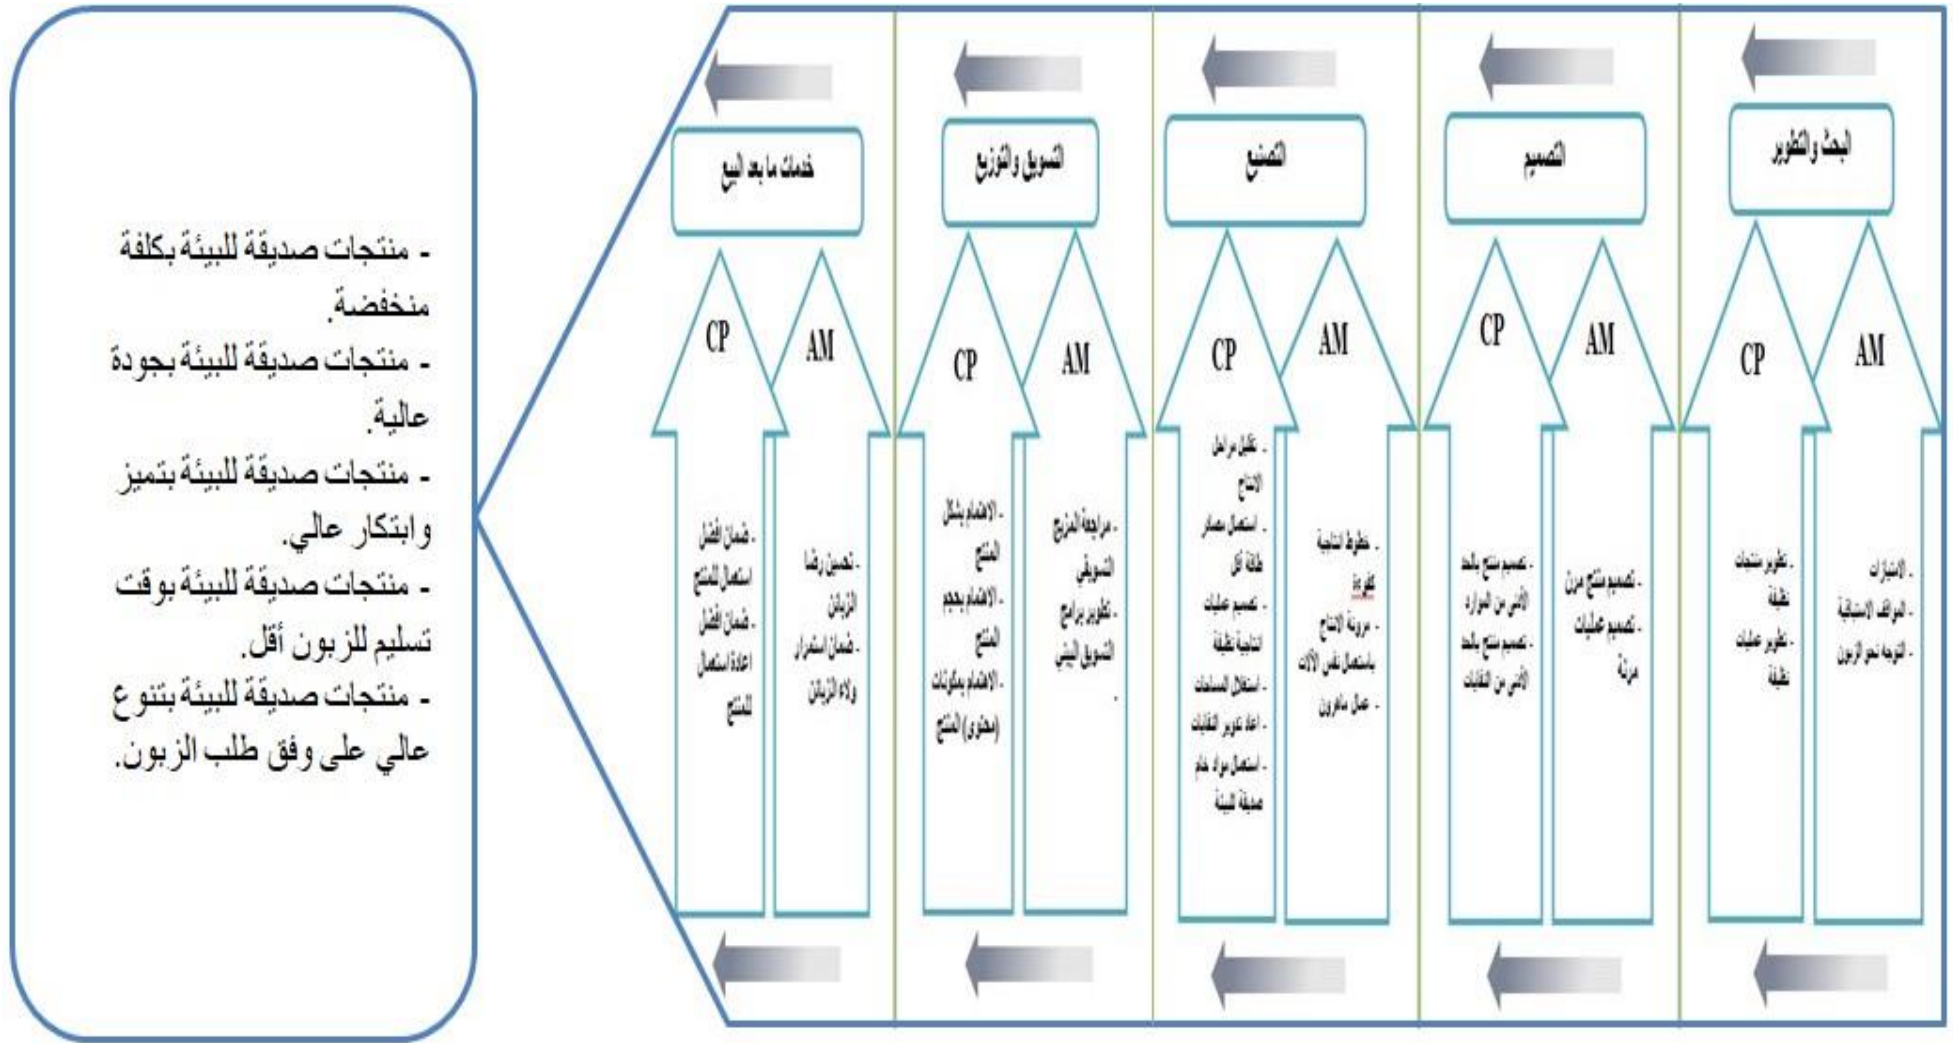 البحث والتطوير
AM
- الامتيازات
- المواقف الاستباقية
- التوجه نحو الزبون
CP
- تطوير منتجات
نظيفة
- تطوير عمليات
نظيفة
التصميم
AM
- تصميم منتج مرن
- تصميم عمليات
مرنة
CP
- تصميم منتج بالحد
الأدنى من الموارد
- تصميم منتج بالحد
الأدنى من النفايات
التصنيع
AM
- خطوط انتاجية
كفوءة
- مرونة الانتاج
باستعمال نفس الآلات
- عمال ماهرون
CP
- تقليل مراحل
الانتاج
- استعمال مصادر
طاقة أقل
- تصميم عمليات
انتاجية نظيفة
- استغلال المساحات
- اعاد تدوير النفايات
- استعمال مواد خام
صديقة للبيئة
التسويق والتوزيع
AM
- مراجعة المزيج
التسويقي
- تطوير برامج
التسويق البيئي
.
CP
- الاهتمام بشكل
المنتج
- الاهتمام بحجم
المنتج
- الاهتمام بمكونات
(محتوى) المنتج
خدمات ما بعد البيع
AM
- تحسين رضا
الزبائن
- ضمان استمرار
ولاء الزبائن
CP
- ضمان افضل
استعمال للمنتج
- ضمان افضل
اعادة استعمال
للمنتج
- منتجات صديقة للبيئة بكلفة
منخفضة.
- منتجات صديقة للبيئة بجودة
عالية.
- منتجات صديقة للبيئة بتميز
وابتكار عالي.
- منتجات صديقة للبيئة بوقت
تسليم للزبون أقل.
- منتجات صديقة للبيئة بتنوع
عالي على وفق طلب الزبون.